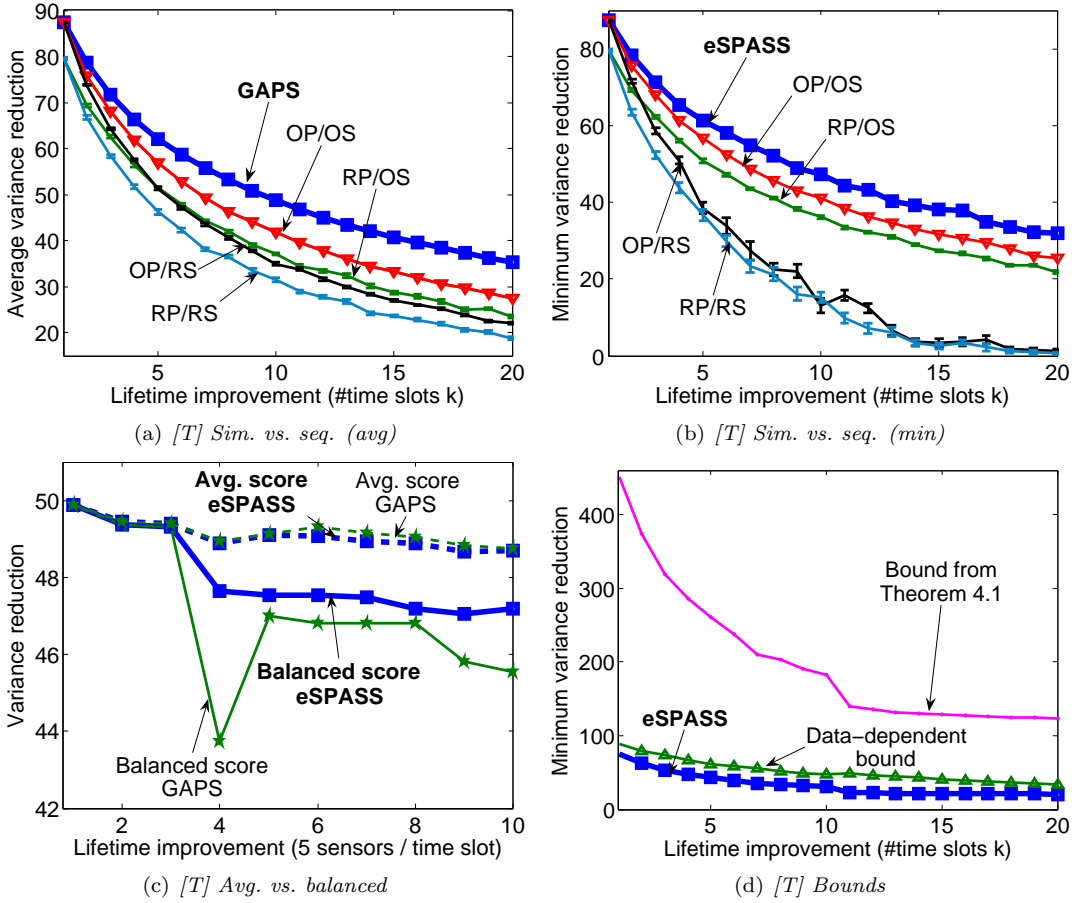 90
80
70
60
50
40
30
20
Average variance reduction
GAPS
OP/OS
RP/OS
OP/RS
RP/RS
5
10
15
20
Lifetime improvement (#time slots k)
(a) [T] Sim. vs. seq. (avg)
80
60
40
20
0
Minimum variance reduction
eSPASS
OP/OS
RP/OS
OP/RS
RP/RS
5
10
15
20
Lifetime improvement (#time slots k)
(b) [T] Sim. vs. seq. (min)
50
48
46
44
42
Variance reduction
Avg. score
eSPASS
Avg. score
GAPS
Balanced score
eSPASS
Balanced score
GAPS
2
4
6
8
10
Lifetime improvement (5 sensors / time slot)
(c) [T] Avg. vs. balanced
400
300
200
100
0
Minimum variance reduction
Bound from
Theorem 4.1
eSPASS
Data−dependent
bound
5
10
15
20
Lifetime improvement (#time slots k)
(d) [T] Bounds